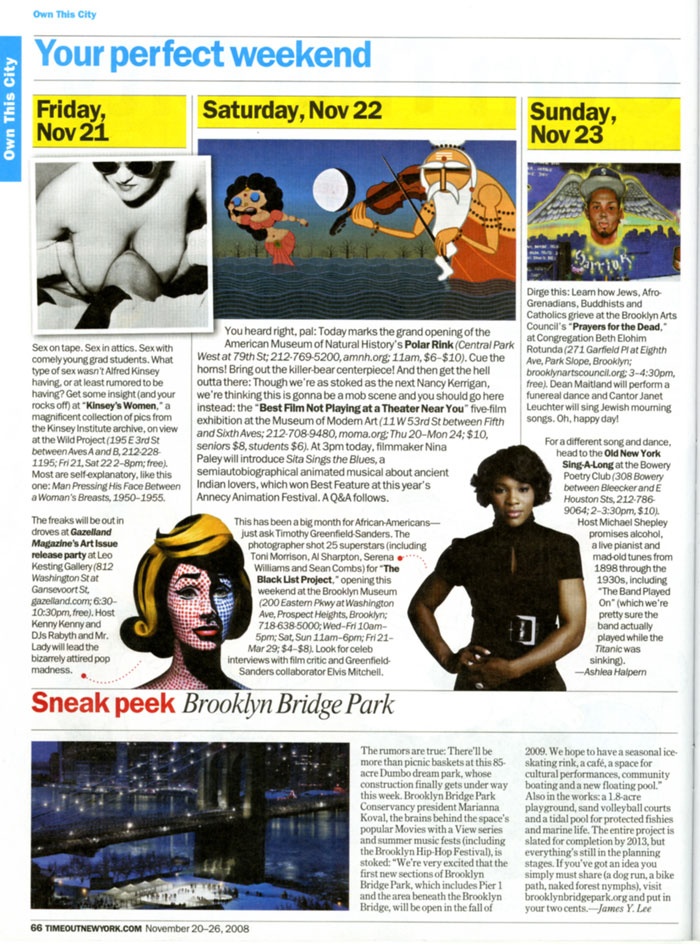 Own This City
Own This City
Your perfect weekend
Friday,
Nov 21
Sex on tape. Sex in attics. Sex with
comely young grad students. What
type of sex wasn't Alfred Kinsey
having, or at least rumored to be
having? Get some insight (and your
rocks off) at "Kinsey's Women," a
magnificent collection of pics from
the Kinsey Institute archive, on view
at the Wild Project (195 E 3rd St
between Aves A and B, 212-228-
1195; Fri 21, Sat 22 2–8pm; free).
Most are self-explanatory, like this
one: Man Pressing His Face Between
a Woman's Breasts, 1950–1955.
The freaks will be out in
droves at Gazelland
Magazine's Art Issue
release party at Leo
Kesting Gallery (812
Washington St at
Gansevoort St,
gazelland.com; 6:30–
10:30pm, free). Host
Kenny Kenny and
DJs Rabyth and Mr.
Lady will lead the
bizarrely attired pop
madness.
Saturday, Nov 22
You heard right, pal: Today marks the grand opening of the
American Museum of Natural History's Polar Rink (Central Park
West at 79th St; 212-769-5200, amnh.org; 11am, $6–$10). Cue the
horns! Bring out the killer-bear centerpiece! And then get the hell
outta there: Though we're as stoked as the next Nancy Kerrigan,
we're thinking this is gonna be a mob scene and you should go here
instead: the "Best Film Not Playing at a Theater Near You" five-film
exhibition at the Museum of Modern Art (11 W 53rd St between Fifth
and Sixth Aves; 212-708-9480, moma.org; Thu 20–Mon 24; $10,
seniors $8, students $6). At 3pm today, filmmaker Nina
Paley will introduce Sita Sings the Blues, a
semiautobiographical animated musical about ancient
Indian lovers, which won Best Feature at this year's
Annecy Animation Festival. A Q&A follows.
This has been a big month for African-Americans—
just ask Timothy Greenfield-Sanders. The
photographer shot 25 superstars (including
Toni Morrison, Al Sharpton, Serena
Williams and Sean Combs) for "The
Black List Project," opening this
weekend at the Brooklyn Museum
(200 Eastern Pkwy at Washington
Ave, Prospect Heights, Brooklyn;
718-638-5000; Wed–Fri 10am–
5pm; Sat, Sun 11am–6pm; Fri 21–
Mar 29; $4–$8). Look for celeb
interviews with film critic and Greenfield-
Sanders collaborator Elvis Mitchell.
Sunday,
Nov 23
Dirge this: Learn how Jews, Afro-
Grenadians, Buddhists and
Catholics grieve at the Brooklyn Arts
Council's "Prayers for the Dead,"
at Congregation Beth Elohim
Rotunda (271 Garfield Pl at Eighth
Ave, Park Slope, Brooklyn;
brooklynartscouncil.org; 3–4:30pm,
free). Dean Maitland will perform a
funereal dance and Cantor Janet
Leuchter will sing Jewish mourning
songs. Oh, happy day!
For a different song and dance,
head to the Old New York
Sing-A-Long at the Bowery
Poetry Club (308 Bowery
between Bleecker and E
Houston Sts, 212-786-
9064; 2–3:30pm, $10).
Host Michael Shepley
promises alcohol,
a live pianist and
mad-old tunes from
1898 through the
1930s, including
"The Band Played
On" (which we're
pretty sure the
band actually
played while the
Titanic was
sinking).
—Ashlea Halpern
Sneak peek Brooklyn Bridge Park
The rumors are true: There'll be
more than picnic baskets at this 85-
acre Dumbo dream park, whose
construction finally gets under way
this week. Brooklyn Bridge Park
Conservancy president Marianna
Koval, the brains behind the space's
popular Movies with a View series
and summer music fests (including
the Brooklyn Hip-Hop Festival), is
stoked: "We're very excited that the
first new sections of Brooklyn
Bridge Park, which includes Pier 1
and the area beneath the Brooklyn
Bridge, will be open in the fall of
2009. We hope to have a seasonal ice-
skating rink, a café, a space for
cultural performances, community
boating and a new floating pool."
Also in the works: a 1.8-acre
playground, sand volleyball courts
and a tidal pool for protected fishies
and marine life. The entire project is
slated for completion by 2013, but
everything's still in the planning
stages. If you've got an idea you
simply must share (a dog run, a bike
path, naked forest nymphs), visit
brooklynbridgepark.org and put in
your two cents.—James Y. Lee
66 TIMEOUTNEWYORK.COM November 20–26, 2008